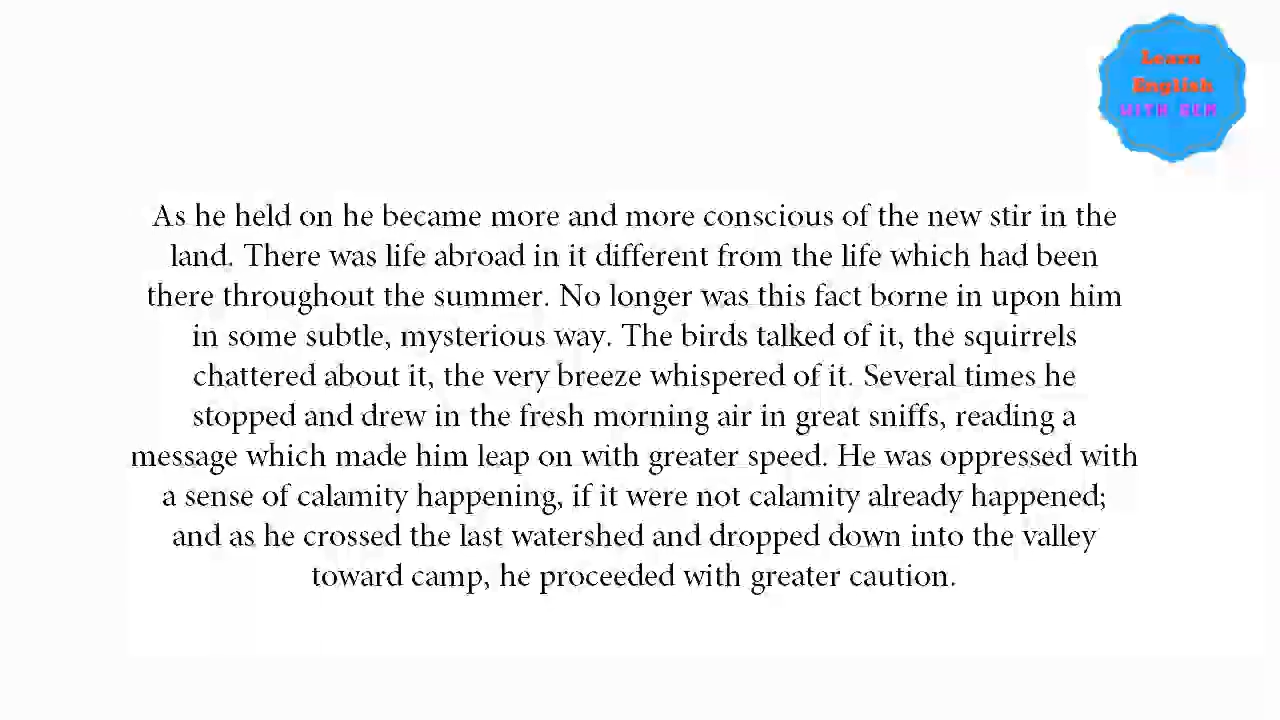 Learn
English
WITH GEM
As he held on he became more and more conscious of the new stir in the
land. There was life abroad in it different from the life which had been
there throughout the summer. No longer was this fact borne in upon him
in some subtle, mysterious way. The birds talked of it, the squirrels
chattered about it, the very breeze whispered of it. Several times he
stopped and drew in the fresh morning air in great sniffs, reading a
message which made him leap on with greater speed. He was oppressed with
a sense of calamity happening, if it were not calamity already happened;
and as he crossed the last watershed and dropped down into the valley
toward camp, he proceeded with greater caution.